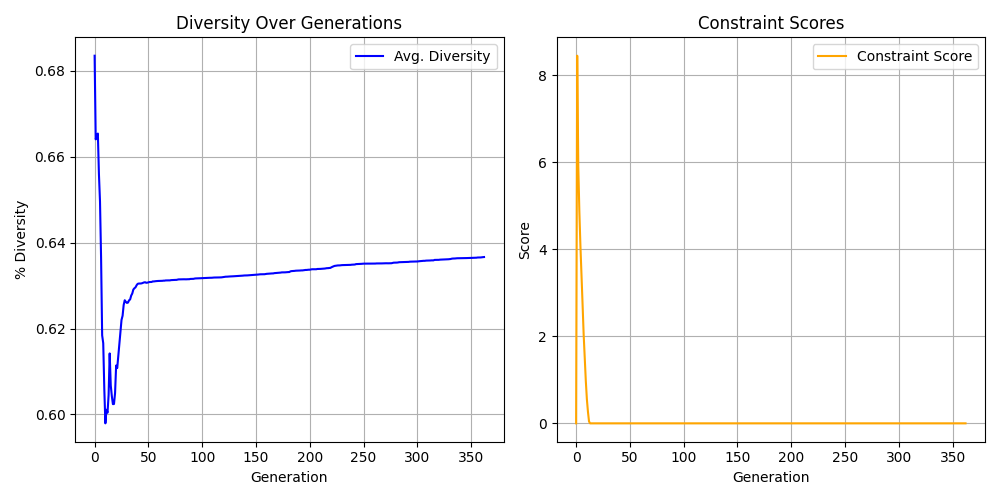 Diversity Over Generations
Avg. Diversity
% Diversity
0.68
0.66
0.64
0.62
0.60
0 50 100 150 200 250 300 350
Generation
Constraint Scores
Constraint Score
Score
8
6
4
2
0
0 50 100 150 200 250 300 350
Generation